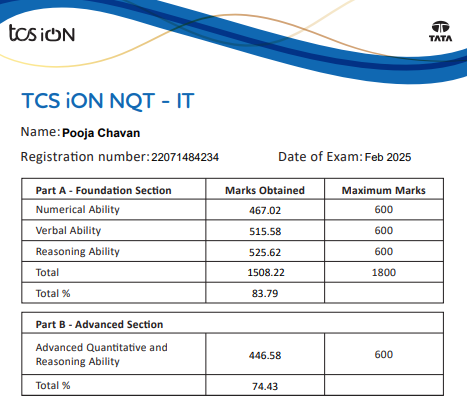 tcs iON
TATA
TCS iON NQT – IT
Name: Pooja Chavan
Registration number: 22071484234 Date of Exam: Feb 2025
Part A - Foundation Section Marks Obtained Maximum Marks
Numerical Ability 467.02 600
Verbal Ability 515.58 600
Reasoning Ability 525.62 600
Total 1508.22 1800
Total % 83.79
Part B - Advanced Section
Advanced Quantitative and
Reasoning Ability 446.58 600
Total % 74.43